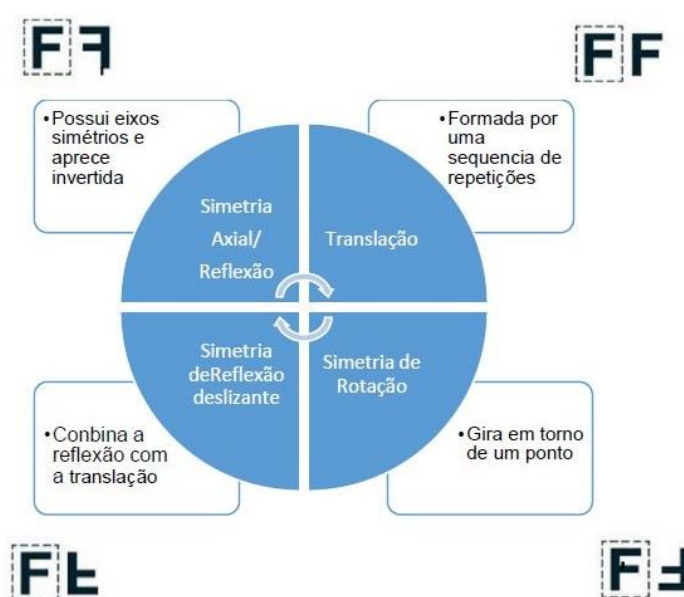 F F
F F
•Possui eixos
simétrios e
aprece
invertida
•Formada por
uma
sequencia de
repetições
Simetria
Axial/
Reflexão
Translação
Simetria
deReflexão
deslizante
Simetria de
Rotação
•Conbina a
reflexão com
a translação
•Gira em torno
de um ponto
F F
F F